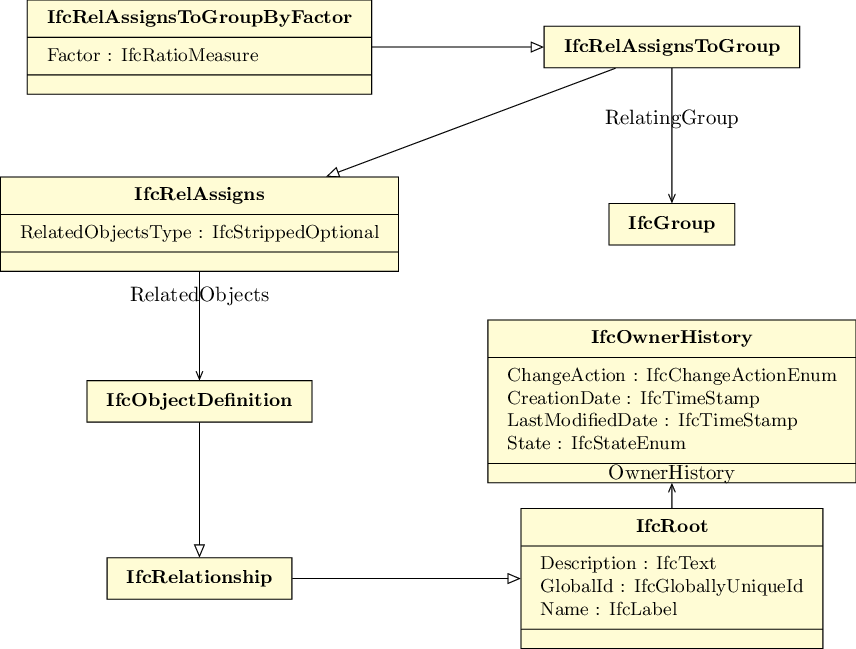 IfcRelAssignsToGroupByFactor
Factor : IfcRatioMeasure
IfcRelAssignsToGroup
RelatingGroup
IfcRelAssigns
RelatedObjectsType : IfcStrippedOptional
IfcGroup
RelatedObjects
IfcOwnerHistory
ChangeAction : IfcChangeActionEnum
CreationDate : IfcTimeStamp
LastModifiedDate : IfcTimeStamp
State : IfcStateEnum
OwnerHistory
IfcObjectDefinition
IfcRelationship
IfcRoot
Description : IfcText
GlobalId : IfcGloballyUniqueId
Name : IfcLabel